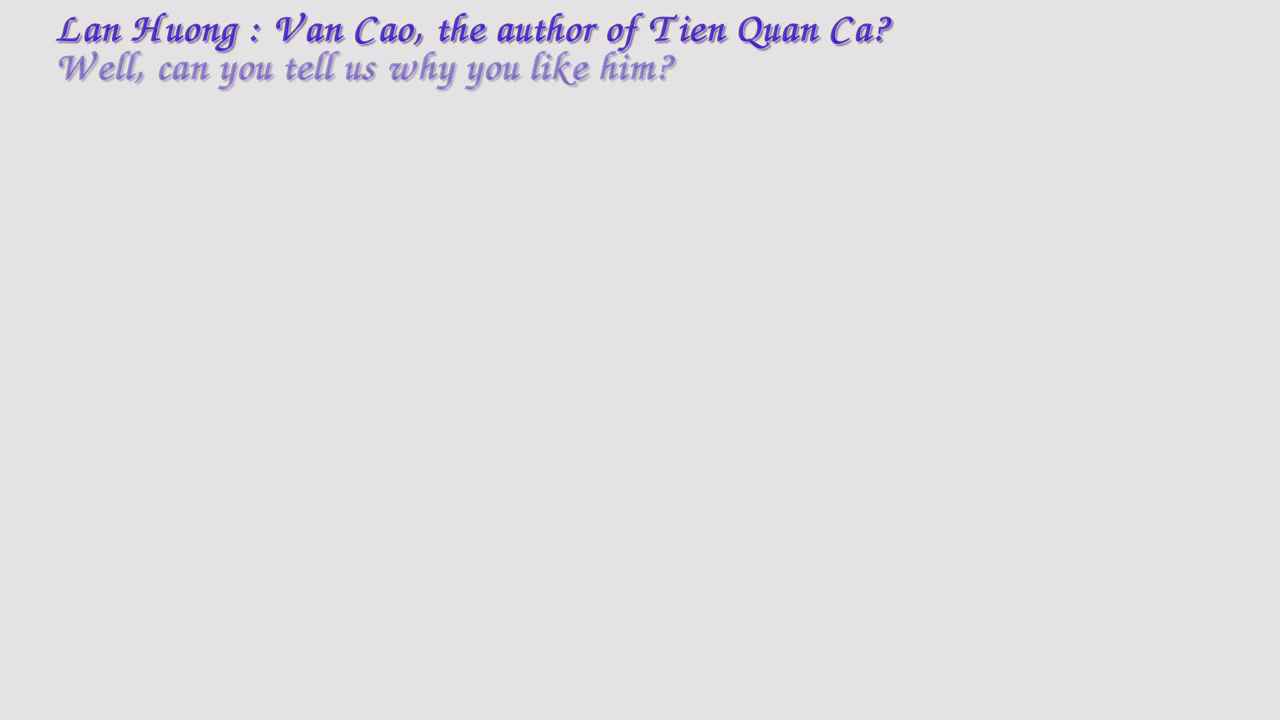 Lan Huong : Van Cao, the author of Tien Quan Ca?
Well, can you tell us why you like him?